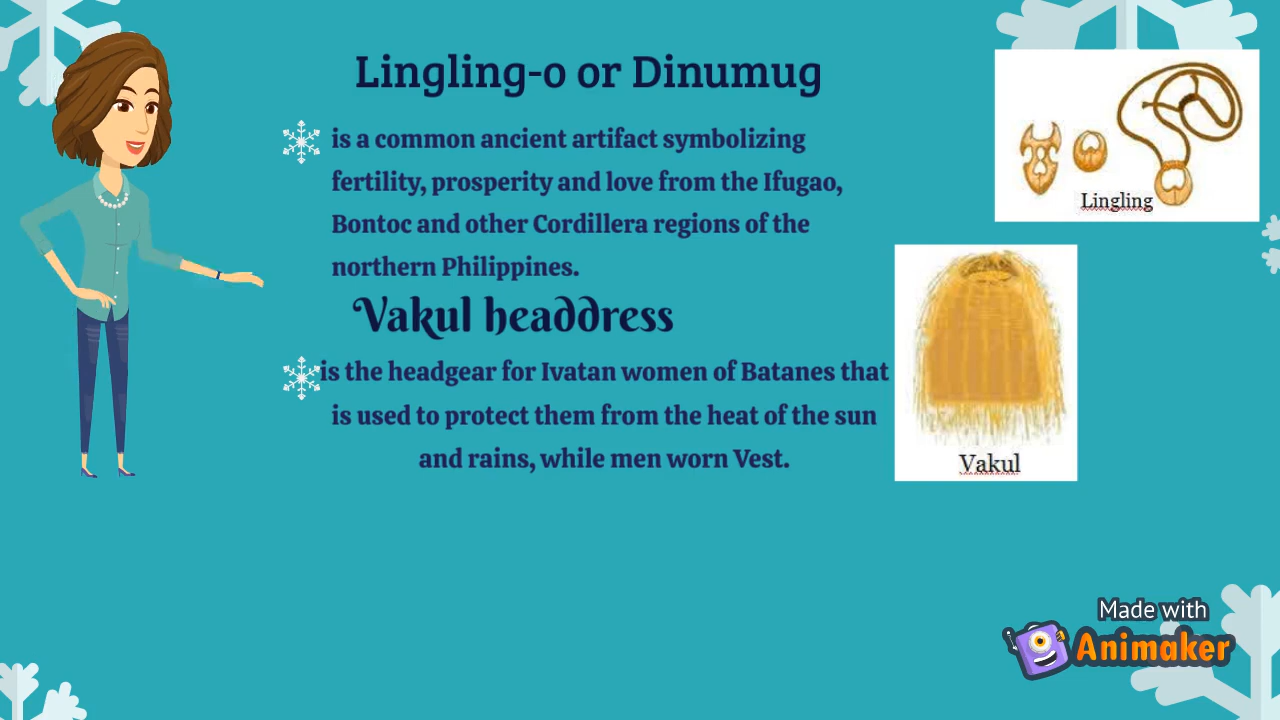 Lingling-o or Dinumug
is a common ancient artifact symbolizing
fertility, prosperity and love from the Ifugao,
Bontoc and other Cordillera regions of the
northern Philippines.
Lingling
Vakul headdress
is the headgear for Ivatan women of Batanes that
is used to protect them from the heat of the sun
and rains, while men worn Vest.
Vakul
Made with
Animaker